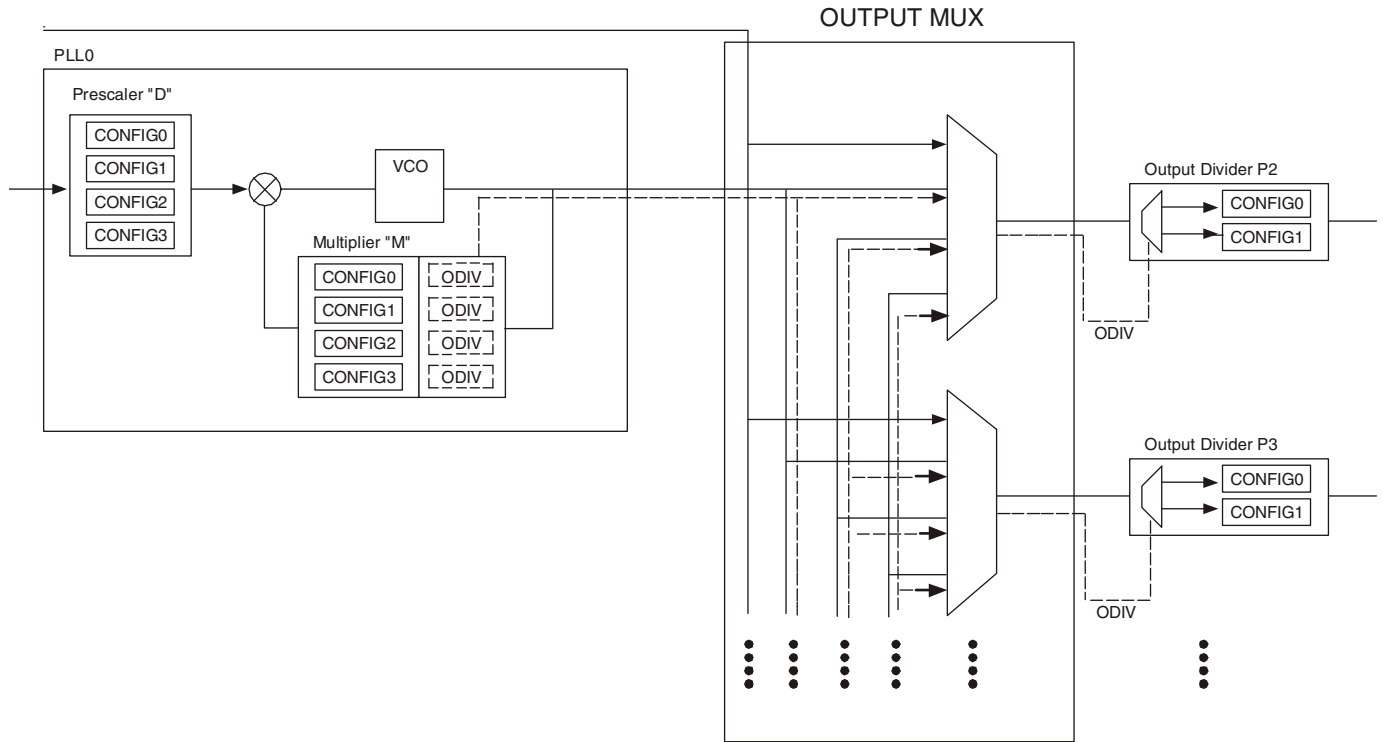 OUTPUT MUX
PLL0
Prescaler "D"
CONFIG0
CONFIG1
CONFIG2
CONFIG3
VCO
Multiplier "M"
CONFIG0
ODIV
CONFIG1
ODIV
CONFIG2
ODIV
CONFIG3
ODIV
Output Divider P2
CONFIG0
CONFIG1
ODIV
Output Divider P3
CONFIG0
CONFIG1
ODIV